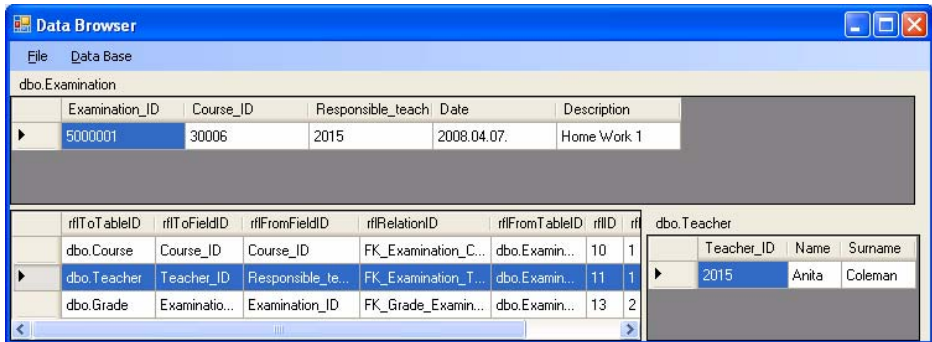 Data Browser
File Data Base
dbo.Examination
Examination_ID Course_ID Responsible_teach Date Description
5000001 30006 2015 2008.04.07. Home Work 1
rflToTableID rflToFieldID rflFromFieldID rflRelationID rflFromTableID rflID rfl
dbo.Teacher
dbo.Course Course_ID Course_ID FK_Examination_C... dbo.Examin... 10 1
Teacher_ID Name Surname
dbo.Teacher Teacher_ID Responsible_te... FK_Examination_T... dbo.Examin... 11 1
2015 Anita Coleman
dbo.Grade Examinatio... Examination_ID FK_Grade_Examin... dbo.Examin... 13 2